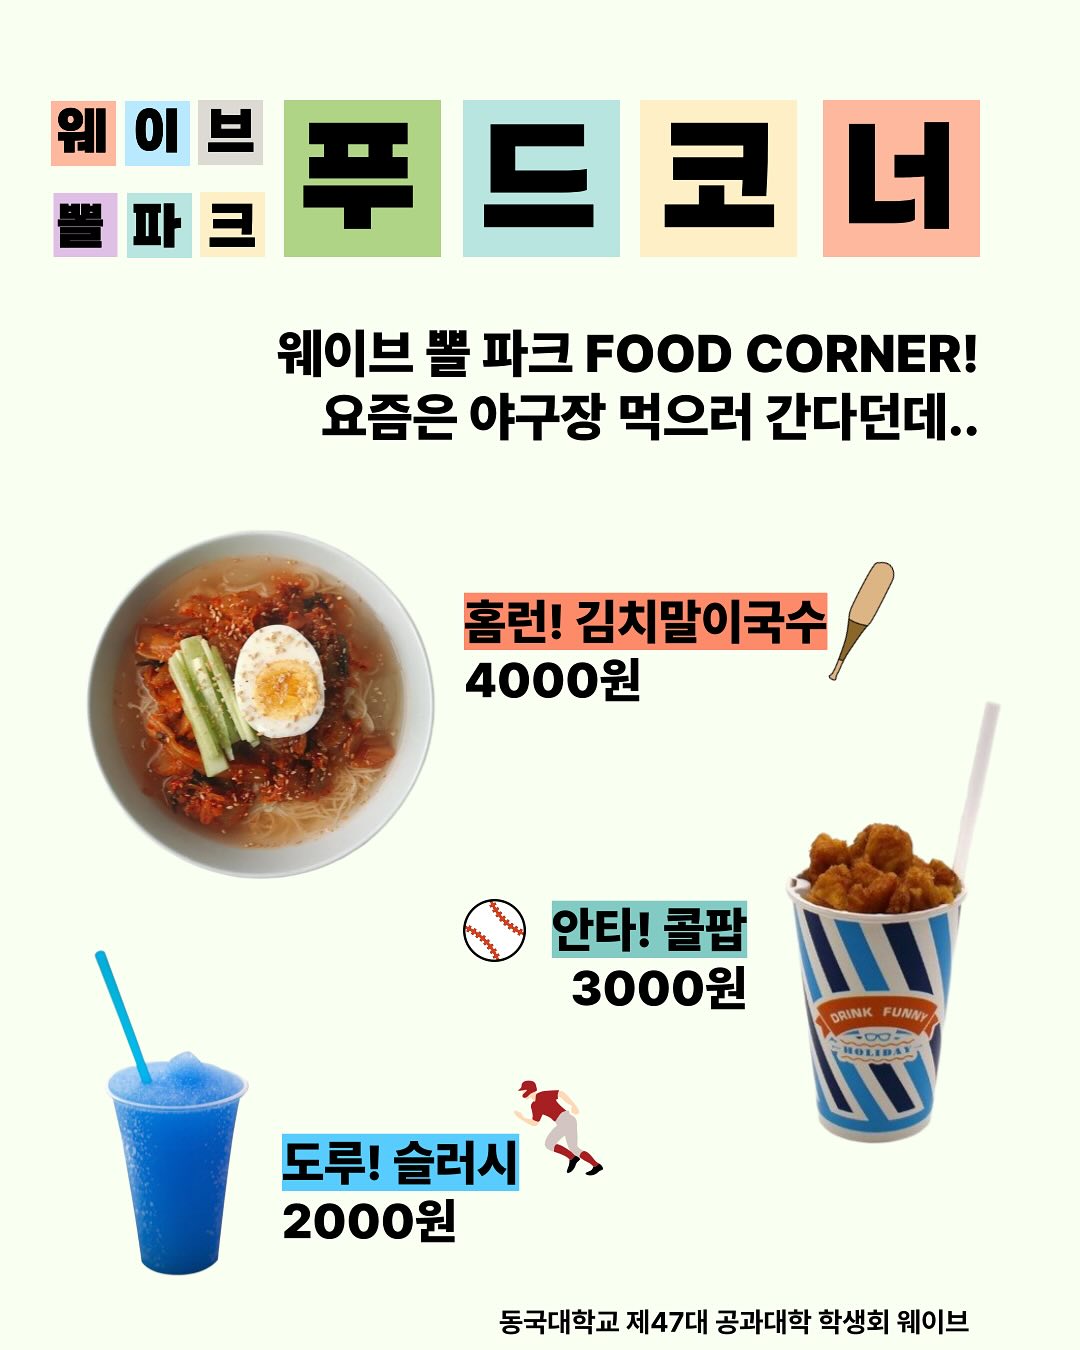 웨이브
뽈파크
푸드코너
웨이브 뽈 파크 FOOD CORNER!
요즘은 야구장 먹으러 간다던데..
홈런! 김치말이국수
4000원
안타! 콜팝
3000원
DRINK FUNNY
HOLIDAY
도루! 슬러시
2000원
동국대학교 제47대 공과대학 학생회 웨이브